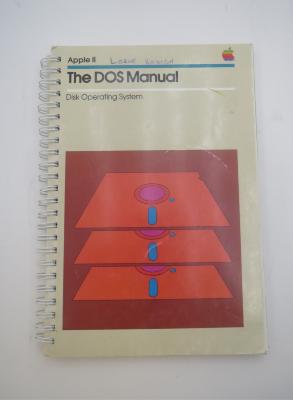 Apple II
The DOS Manual
Disk Operating System